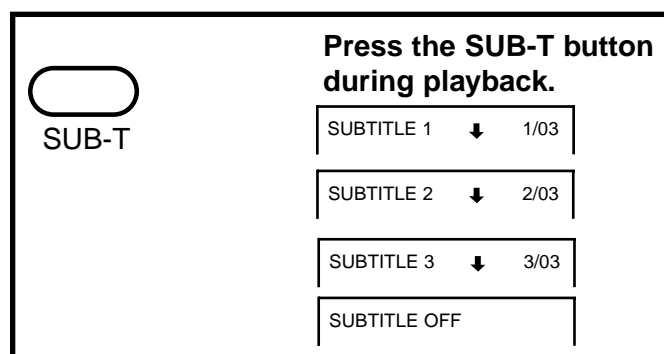 Press the SUB-T button
during playback.
SUB-T
SUBTITLE 1 ⬇ 1/03
SUBTITLE 2 ⬇ 2/03
SUBTITLE 3 ⬇ 3/03
SUBTITLE OFF